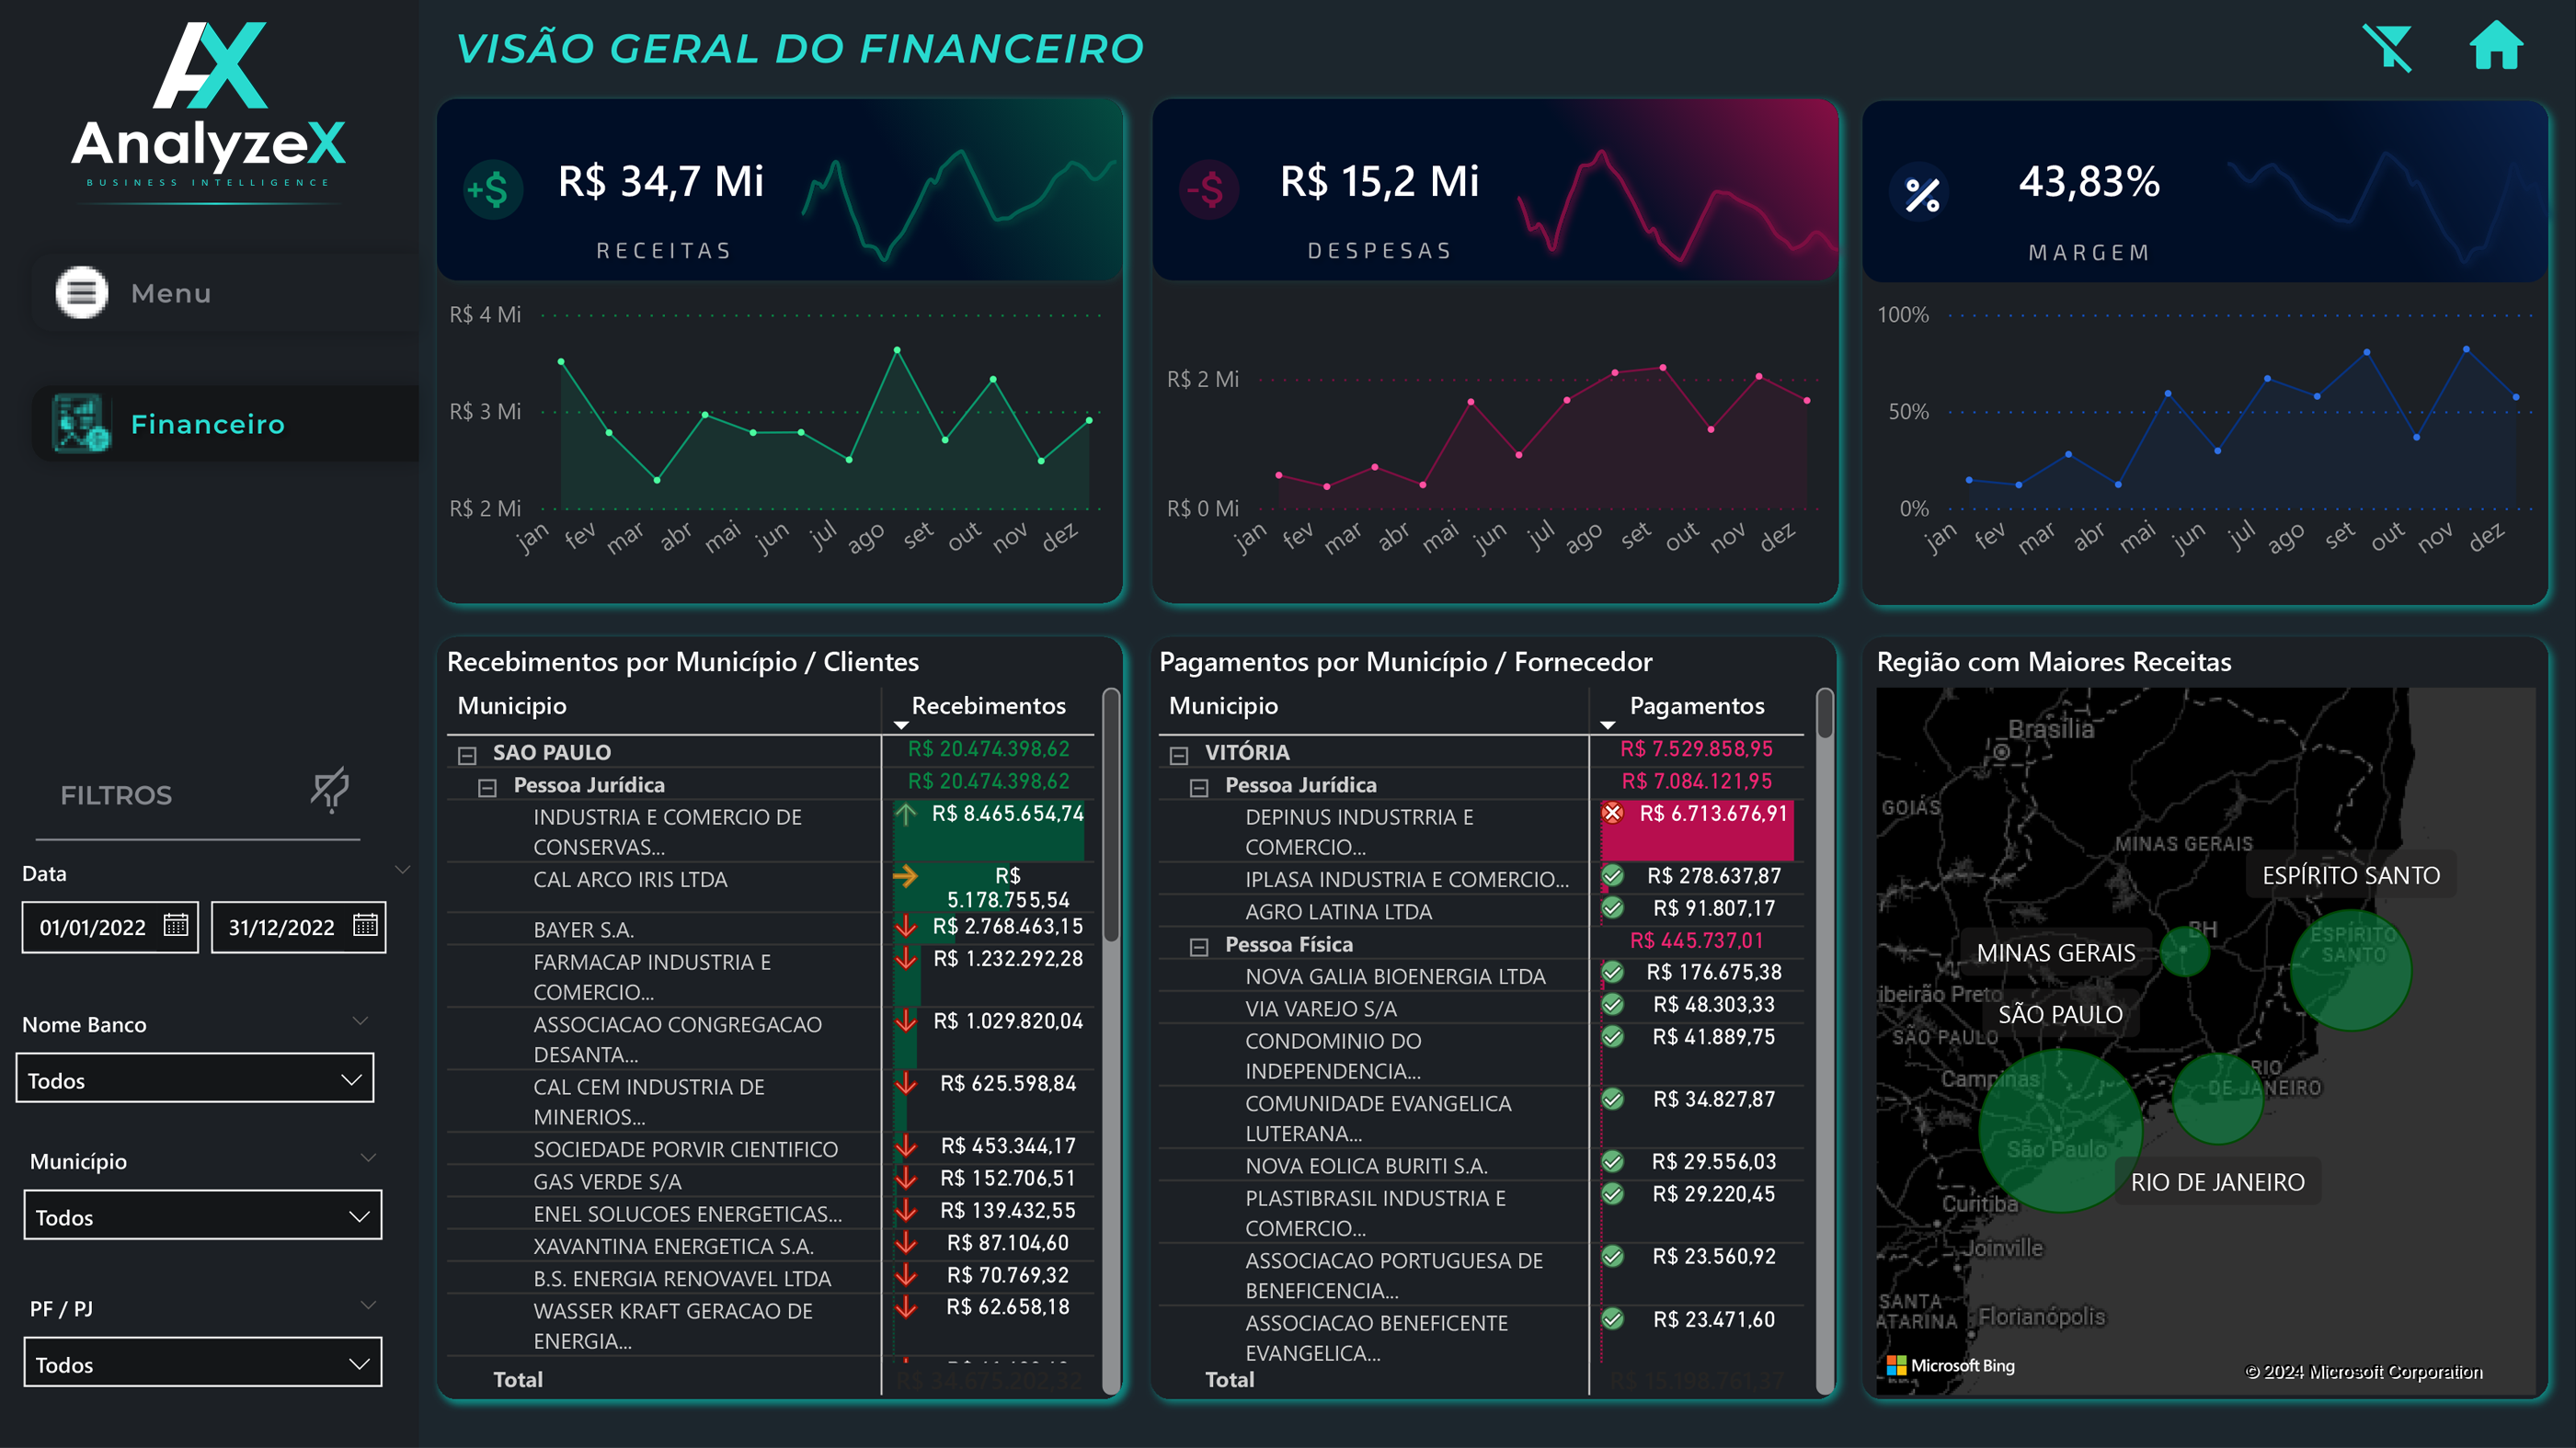 AX
AnalyzeX
BUSINESS INTELLIGENCE
Menu
Financeiro
FILTROS
Data
01/01/2022
31/12/2022
Nome Banco
Todos
Município
Todos
PF / PJ
Todos
VISÃO GERAL DO FINANCEIRO
+$
R$ 34,7 Mi
RECEITAS
R$ 4 Mi
R$ 3 Mi
R$ 2 Mi
jan fev mar abr mai jun jul ago set out nov dez
-$
R$ 15,2 Mi
DESPESAS
R$ 2 Mi
R$ 0 Mi
jan fev mar abr mai jun jul ago set out nov dez
%
43,83%
MARGEM
100%
50%
0%
jan fev mar abr mai jun jul ago set out nov dez
Recebimentos por Município / Clientes
Municipio Recebimentos
SAO PAULO R$ 20.474.398,62
Pessoa Jurídica R$ 20.474.398,62
INDUSTRIA E COMERCIO DE R$ 8.465.654,74
CONSERVAS...
CAL ARCO IRIS LTDA R$
5.178.755,54
BAYER S.A. R$ 2.768.463,15
FARMACAP INDUSTRIA E R$ 1.232.292,28
COMERCIO...
ASSOCIACAO CONGREGACAO R$ 1.029.820,04
DESANTA...
CAL CEM INDUSTRIA DE R$ 625.598,84
MINERIOS...
SOCIEDADE PORVIR CIENTIFICO R$ 453.344,17
GAS VERDE S/A R$ 152.706,51
ENEL SOLUCOES ENERGETICAS... R$ 139.432,55
XAVANTINA ENERGETICA S.A. R$ 87.104,60
B.S. ENERGIA RENOVAVEL LTDA R$ 70.769,32
WASSER KRAFT GERACAO DE R$ 62.658,18
ENERGIA...
Total R$ 34.675.202,32
Pagamentos por Município / Fornecedor
Municipio Pagamentos
VITÓRIA R$ 7.529.858,95
Pessoa Jurídica R$ 7.084.121,95
DEPINUS INDUSTRRIA E R$ 6.713.676,91
COMERCIO...
IPLASA INDUSTRIA E COMERCIO... R$ 278.637,87
AGRO LATINA LTDA R$ 91.807,17
Pessoa Física R$ 445.737,01
NOVA GALIA BIOENERGIA LTDA R$ 176.675,38
VIA VAREJO S/A R$ 48.303,33
CONDOMINIO DO R$ 41.889,75
INDEPENDENCIA...
COMUNIDADE EVANGELICA R$ 34.827,87
LUTERANA...
NOVA EOLICA BURITI S.A. R$ 29.556,03
PLASTIBRASIL INDUSTRIA E R$ 29.220,45
COMERCIO...
ASSOCIACAO PORTUGUESA DE R$ 23.560,92
BENEFICENCIA...
ASSOCIACAO BENEFICENTE R$ 23.471,60
EVANGELICA...
Total R$ 15.198.761,37
Região com Maiores Receitas
Brasília
GOIÁS
MINAS GERAIS
ESPÍRITO SANTO
BH
ESPÍRITO
SANTO
MINAS GERAIS
ibeirão Preto
SÃO PAULO
SÃO PAULO
RIO
DE JANEIRO
Campinas
São Paulo
RIO DE JANEIRO
Curitiba
Joinville
SANTA
ATARINA
Florianópolis
Microsoft Bing
© 2024 Microsoft Corporation